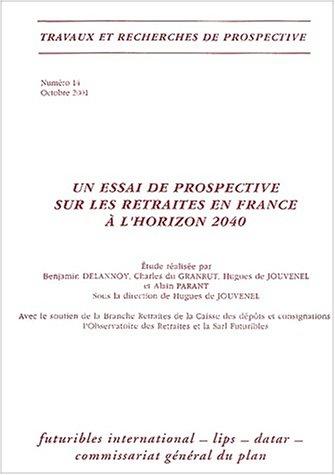 TRAVAUX ET RECHERCHES DE PROSPECTIVE
Numéro 14
Octobre 2001
UN ESSAI DE PROSPECTIVE
SUR LES RETRAITES EN FRANCE
À L'HORIZON 2040
Étude réalisée par
Benjamin DELANNOY, Charles du GRANRUT, Hugues de JOUVENEL
et Alain PARANT
Sous la direction de Hugues de JOUVENEL
Avec le soutien de la Branche Retraites de la Caisse des dépôts et consignations
l'Observatoire des Retraites et la Sarl Futuribles
futuribles international – lips – datar –
commissariat général du plan